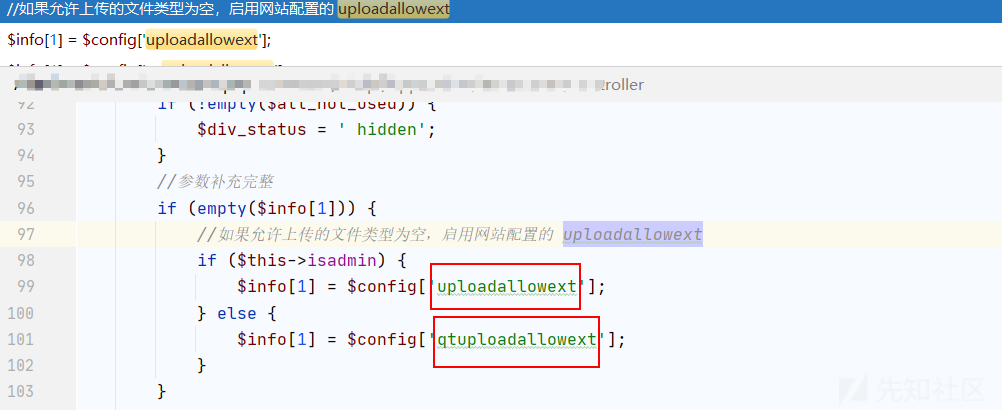 //如果允许上传的文件类型为空，启用网站配置的 uploadallowext
$info[1] = $config['uploadallowext'];
troller
92 if (!empty($att_not_used)) {
93 $div_status = ' hidden';
94 }
95 //参数补充完整
96 if (empty($info[1])) {
97 //如果允许上传的文件类型为空，启用网站配置的 uploadallowext
98 if ($this->isadmin) {
99 $info[1] = $config['uploadallowext'];
100 } else {
101 $info[1] = $config['qtuploadallowext'];
102 }
103 }
先知社区